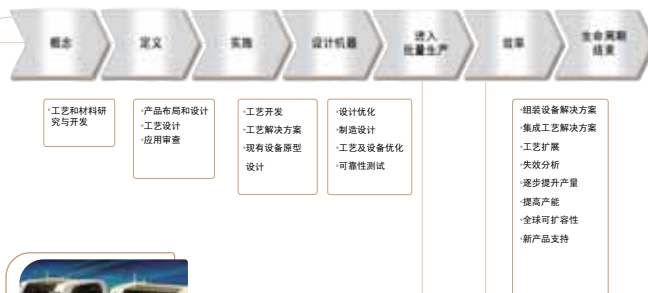 概念
定义
实施
设计机器
进入
批量生产
效率
生命周期
结束
·工艺和材料研
究与开发
·产品布局和设计
·工艺设计
·应用审查
·工艺开发
·工艺解决方案
·现有设备原型
设计
·设计优化
·制造设计
·工艺及设备优化
·可靠性测试
·组装设备解决方案
·集成工艺解决方案
·工艺扩展
·失效分析
·逐步提升产量
·提高产能
·全球可扩容性
·新产品支持